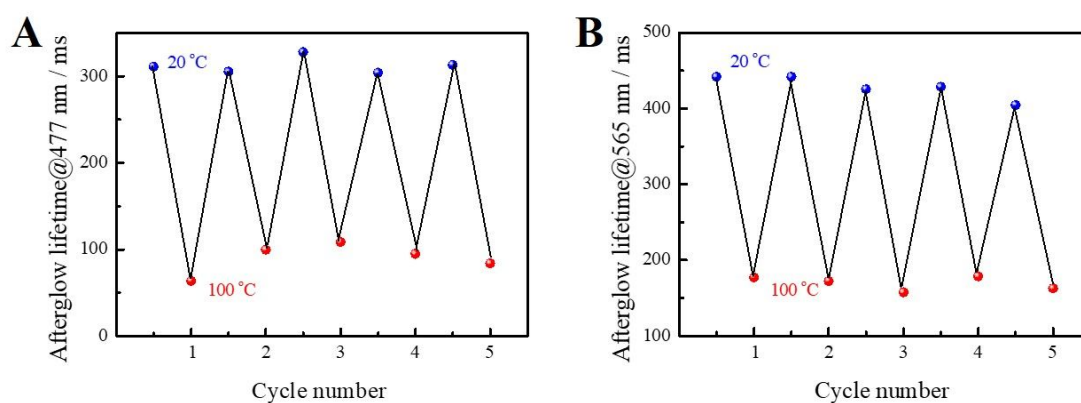 A
Afterglow lifetime@477 nm / ms
300
200
100
0
20 °C
100 °C
1 2 3 4 5
Cycle number
B
Afterglow lifetime@565 nm / ms
500
400
300
200
100
20 °C
100 °C
1 2 3 4 5
Cycle number